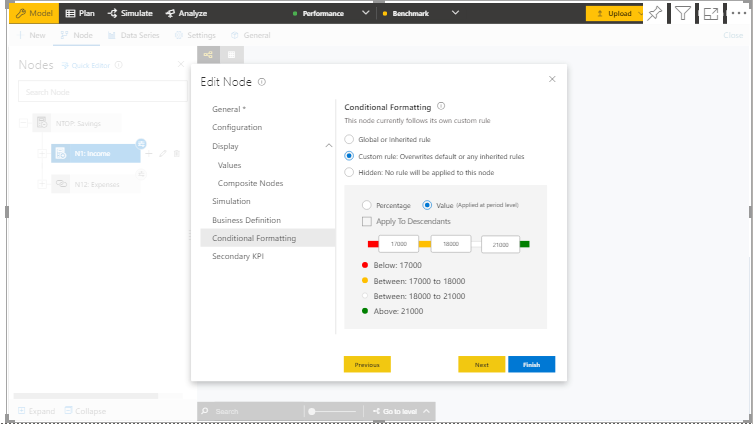 Model Plan Simulate Analyze Performance Benchmark Upload
New Node Data Series Settings General Close
Nodes Quick Editor
Search Node
NTOP: Savings
N1: Income
N12: Expenses
Expand Collapse
Search Go to level
Edit Node
General *
Configuration
Display
Values
Composite Nodes
Simulation
Business Definition
Conditional Formatting
Secondary KPI
Conditional Formatting
This node currently follows its own custom rule
Global or Inherited rule
Custom rule: Overwrites default or any inherited rules
Hidden: No rule will be applied to this node
Percentage Value (Applied at period level)
Apply To Descendants
17000 18000 21000
Below: 17000
Between: 17000 to 18000
Between: 18000 to 21000
Above: 21000
Previous Next Finish